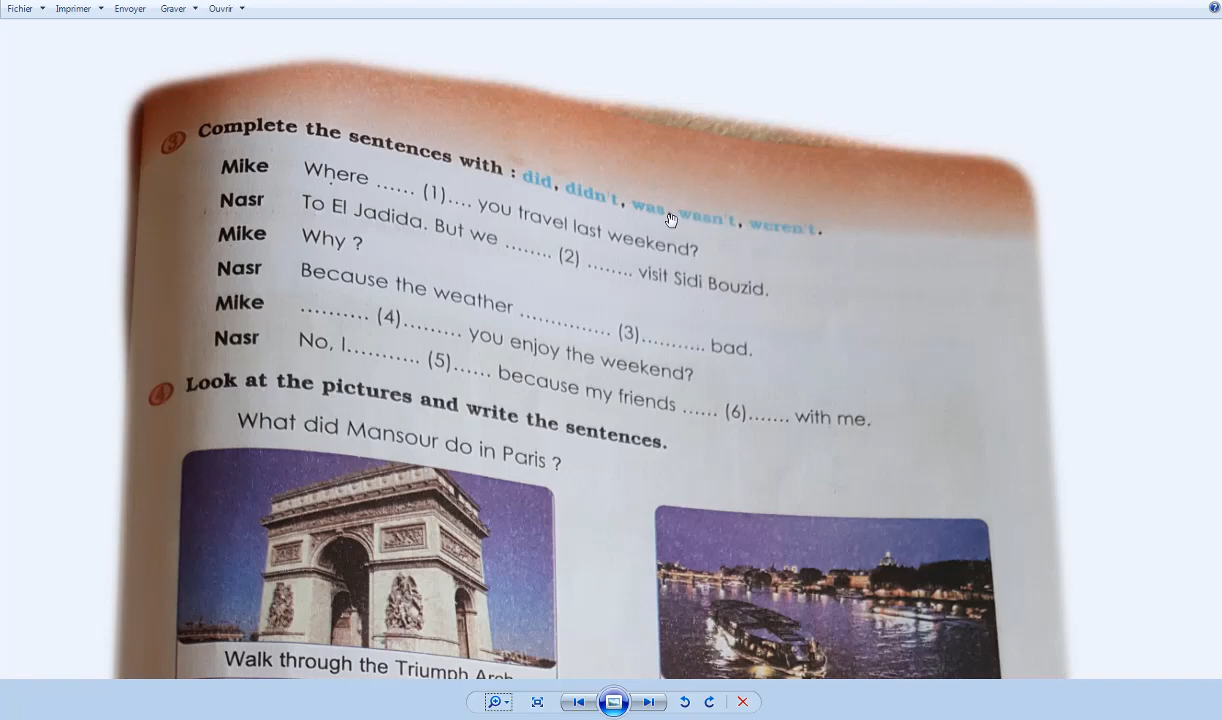 Fichier Imprimer Envoyer Graver Ouvrir
3 Complete the sentences with : did, didn't, was, wasn't, weren't.
Mike Where ...... (1).... you travel last weekend?
Nasr To El Jadida. But we ........ (2) ........ visit Sidi Bouzid.
Mike Why ?
Nasr Because the weather .............. (3)........... bad.
Mike .......... (4)......... you enjoy the weekend?
Nasr No, I........... (5)...... because my friends ...... (6)....... with me.
4 Look at the pictures and write the sentences.
What did Mansour do in Paris ?
Walk through the Triumph Arch